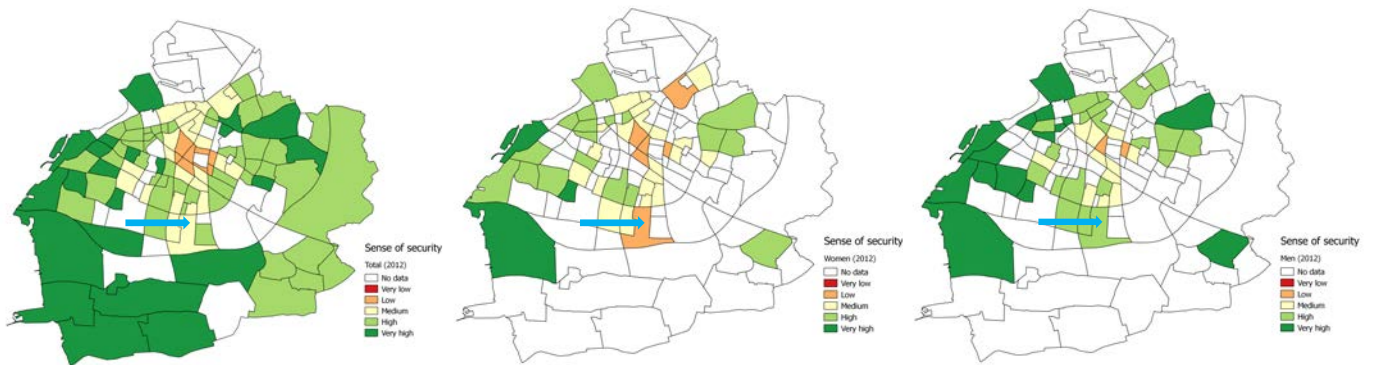 Sense of security
Total (2012)
No data
Very low
Low
Medium
High
Very high
Sense of security
Women (2012)
No data
Very low
Low
Medium
High
Very high
Sense of security
Men (2012)
No data
Very low
Low
Medium
High
Very high